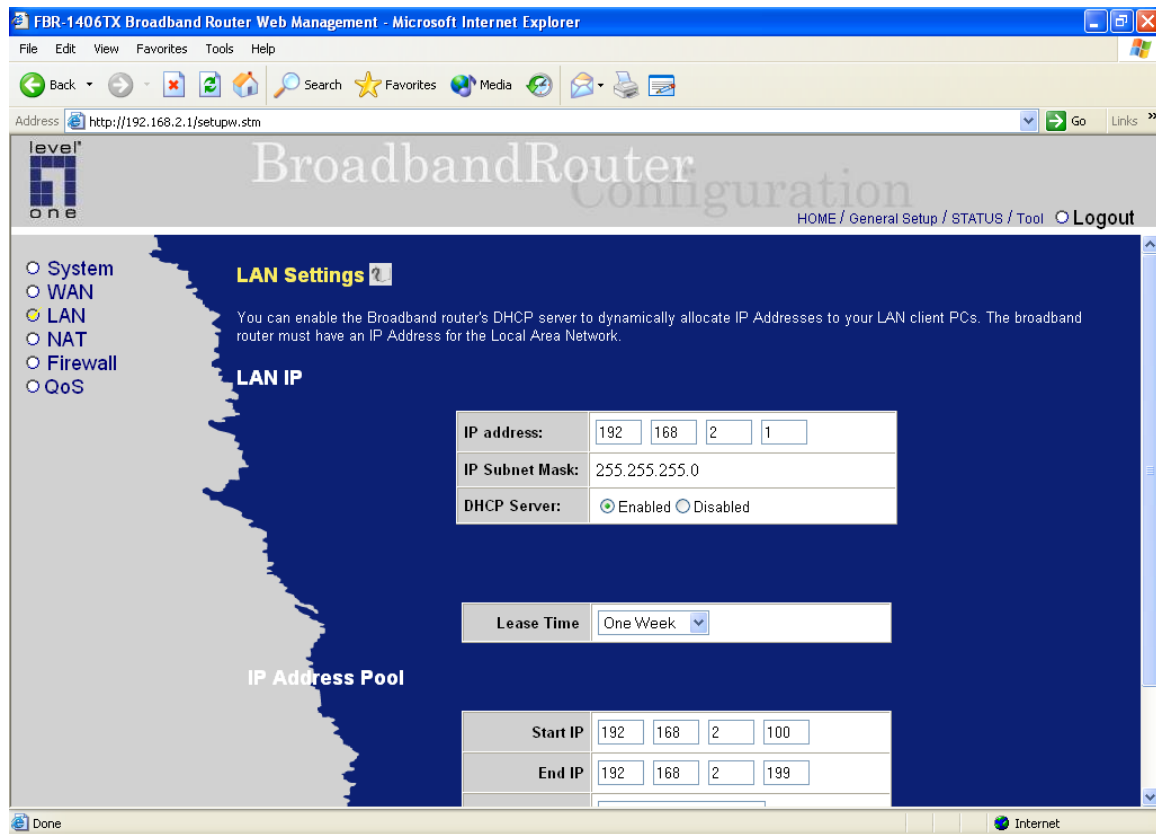 FBR-1406TX Broadband Router Web Management - Microsoft Internet Explorer
File Edit View Favorites Tools Help
Back Search Favorites Media
Address http://192.168.2.1/setupw.stm Go Links »
level
one
BroadbandRouter
Configuration
HOME / General Setup / STATUS / Tool Logout
System
WAN
LAN
NAT
Firewall
QoS
LAN Settings
You can enable the Broadband router's DHCP server to dynamically allocate IP Addresses to your LAN client PCs. The broadband
router must have an IP Address for the Local Area Network.
LAN IP
IP address: 192 168 2 1
IP Subnet Mask: 255.255.255.0
DHCP Server: Enabled Disabled
Lease Time One Week
IP Address Pool
Start IP 192 168 2 100
End IP 192 168 2 199
Done Internet